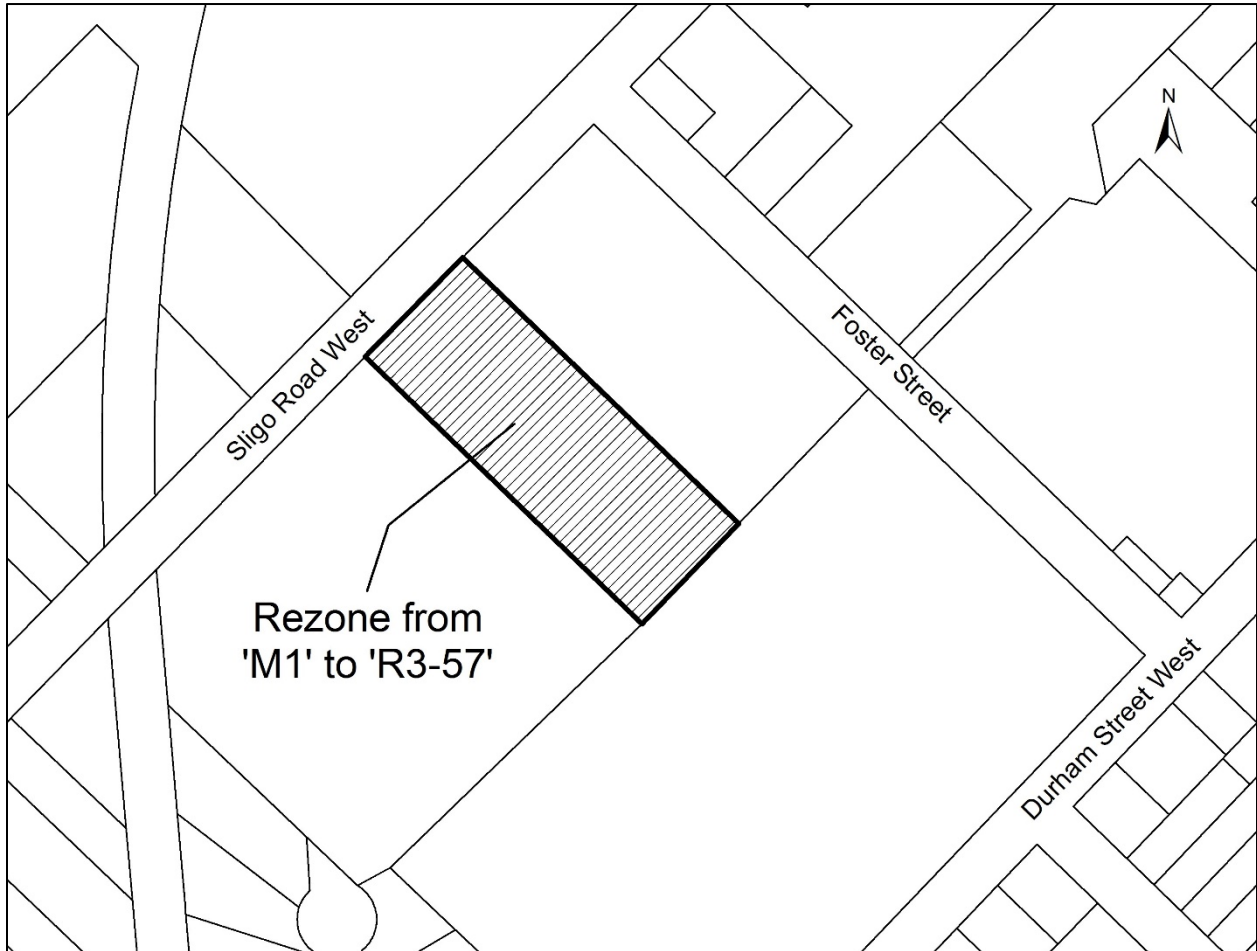 N
Sligo Road West
Foster Street
Rezone from
'M1' to 'R3-57'
Durham Street West